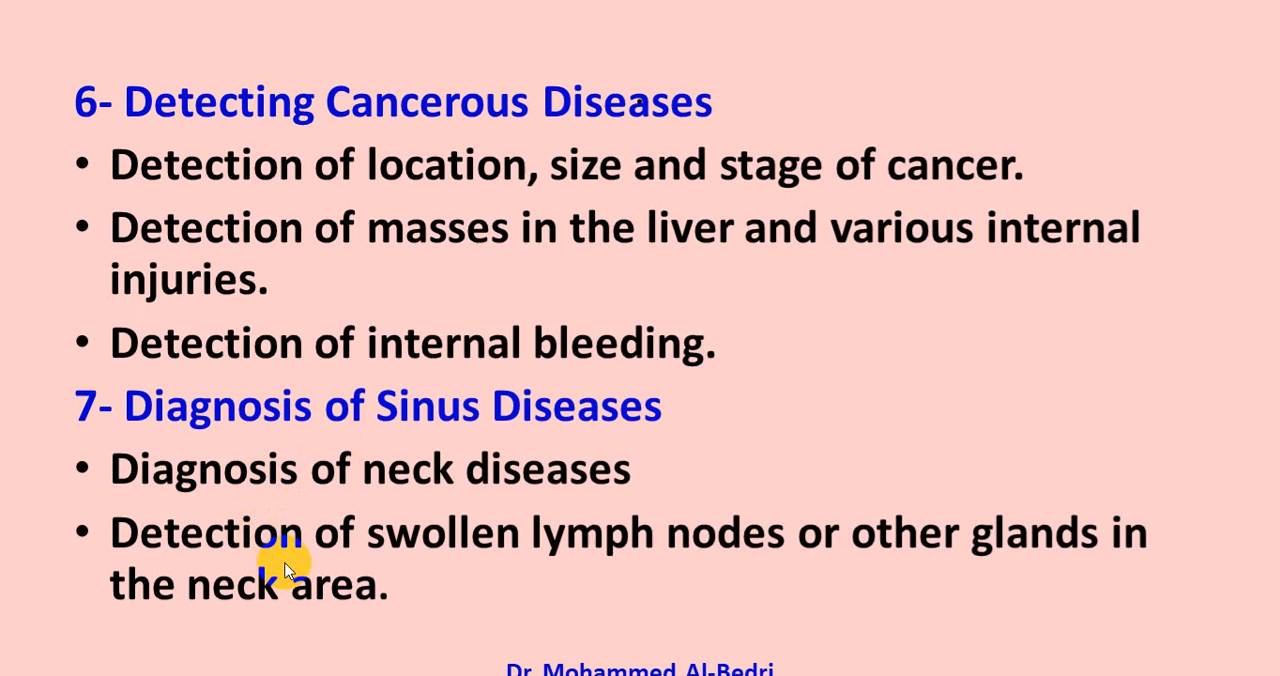 6- Detecting Cancerous Diseases
• Detection of location, size and stage of cancer.
• Detection of masses in the liver and various internal
injuries.
• Detection of internal bleeding.
7- Diagnosis of Sinus Diseases
• Diagnosis of neck diseases
• Detection of swollen lymph nodes or other glands in
the neck area.
Dr. Mohammed Al-Bedri